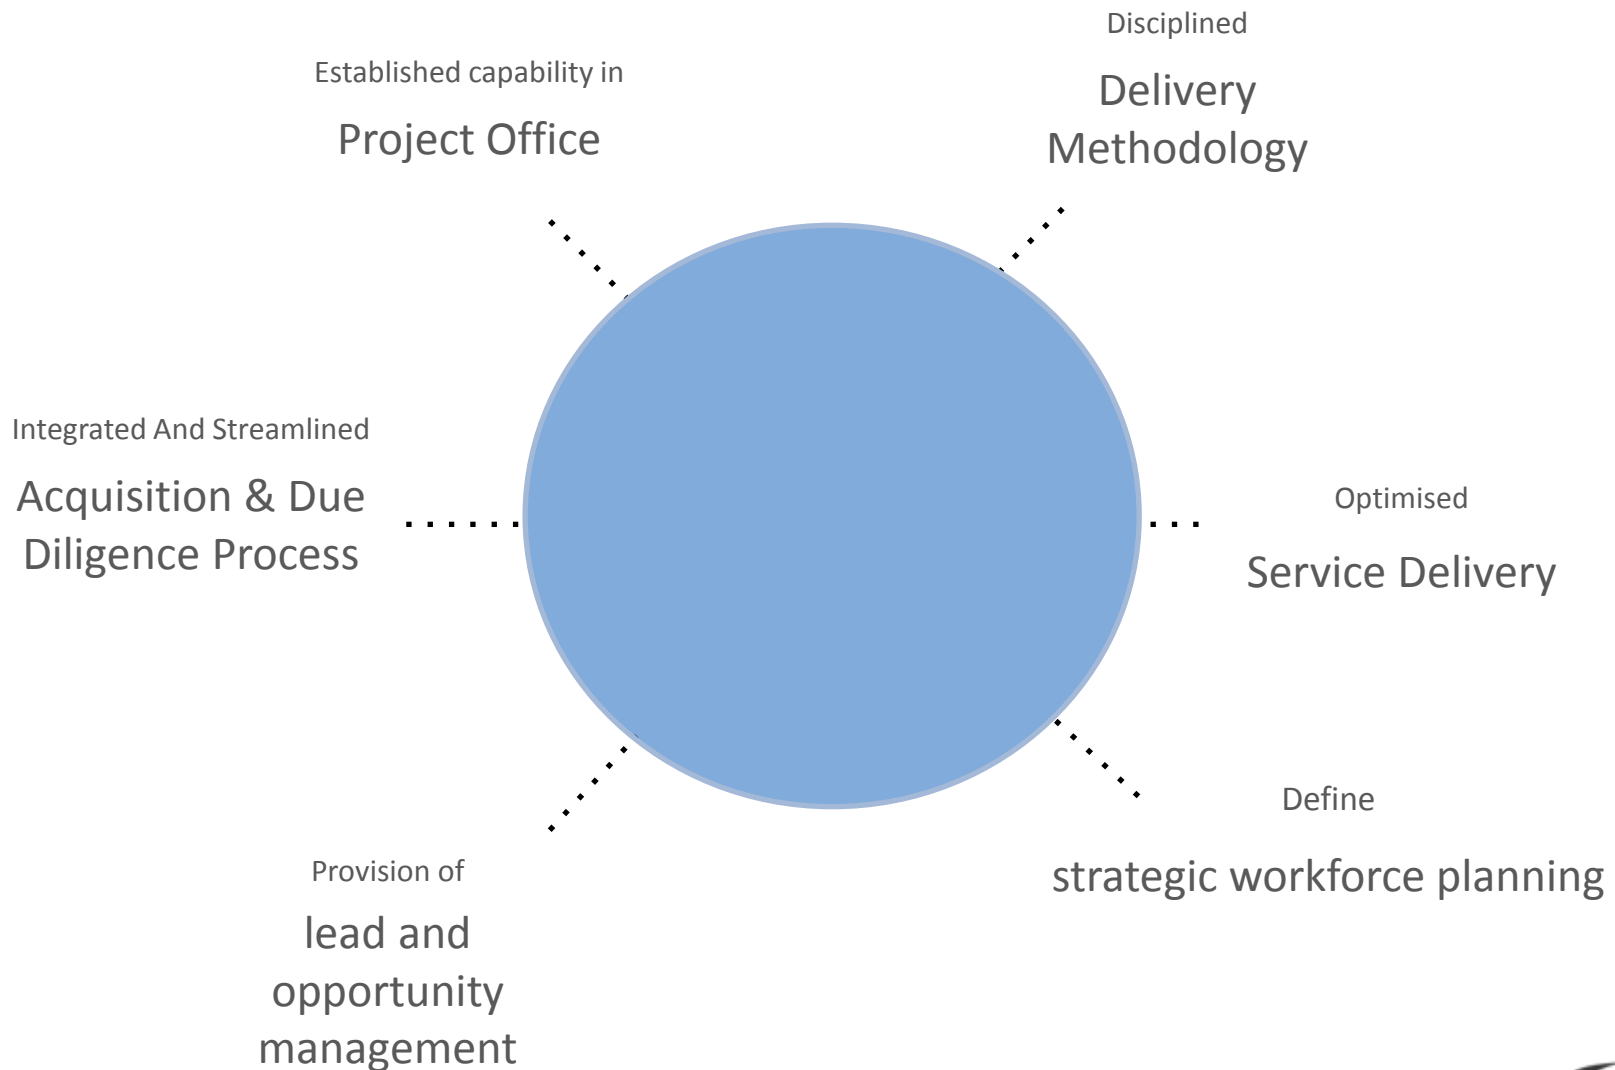 Established capability in
Project Office
Disciplined
Delivery
Methodology
Integrated And Streamlined
Acquisition & Due
Diligence Process
Optimised
Service Delivery
Provision of
lead and
opportunity
management
Define
strategic workforce planning